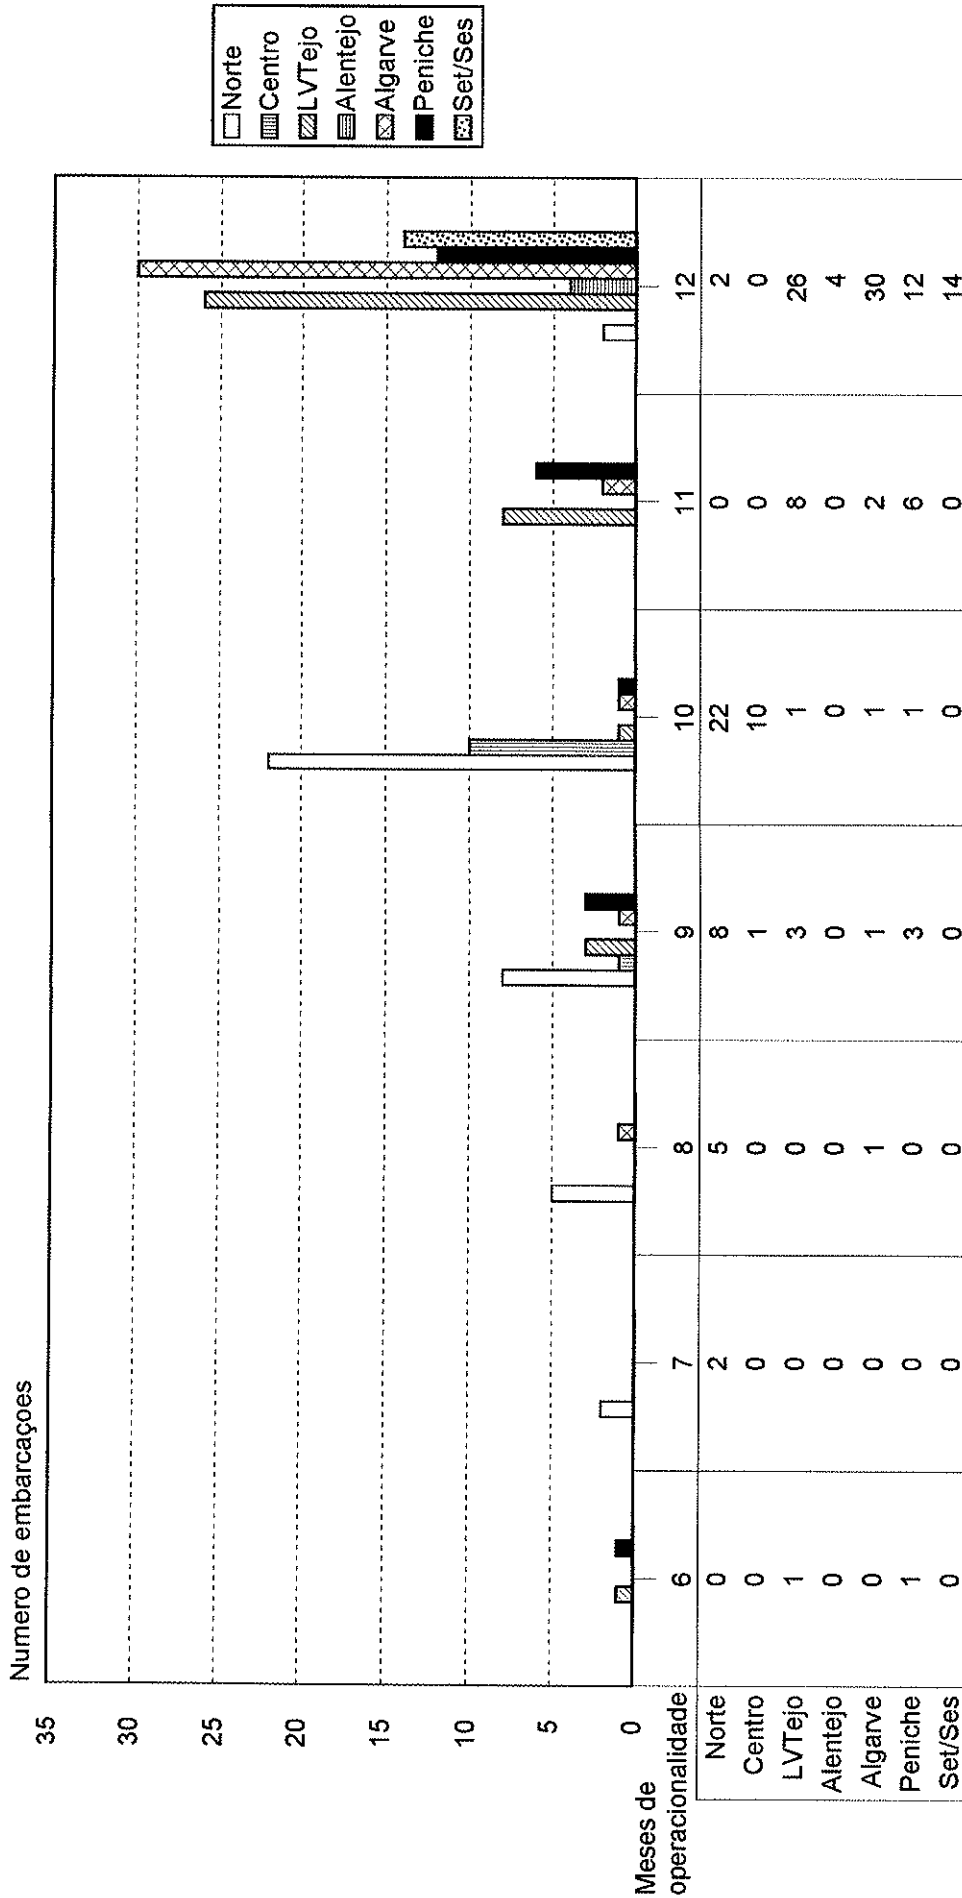 Numero de embarcaçoes
35
30
25
20
15
10
5
0
Norte
Centro
LVTejo
Alentejo
Algarve
Peniche
Set/Ses
Meses de operacionalidade 6 7 8 9 10 11 12
Norte 0 2 5 8 22 0 2
Centro 0 0 0 1 10 0 0
LVTejo 1 0 0 3 1 8 26
Alentejo 0 0 0 0 0 0 4
Algarve 0 0 1 1 1 2 30
Peniche 1 0 0 3 1 6 12
Set/Ses 0 0 0 0 0 0 14